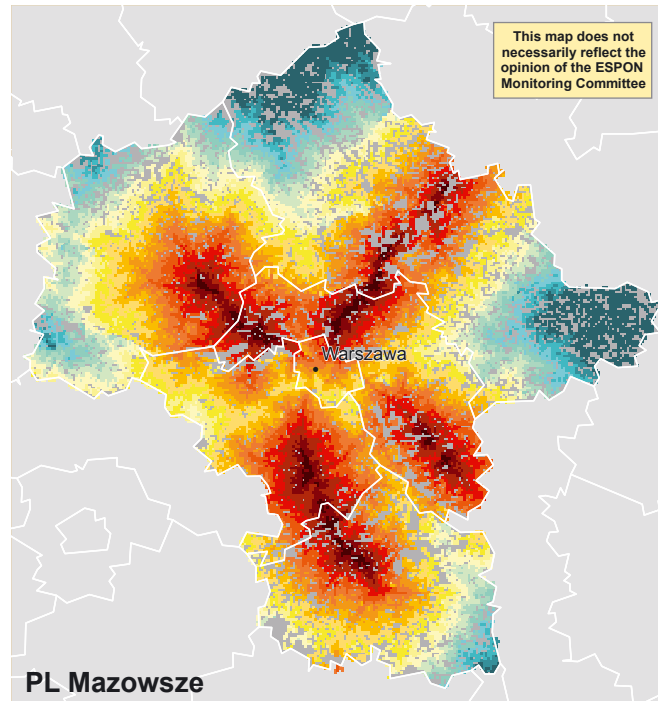 This map does not
necessarily reflect the
opinion of the ESPON
Monitoring Committee
Warszawa
PL Mazowsze